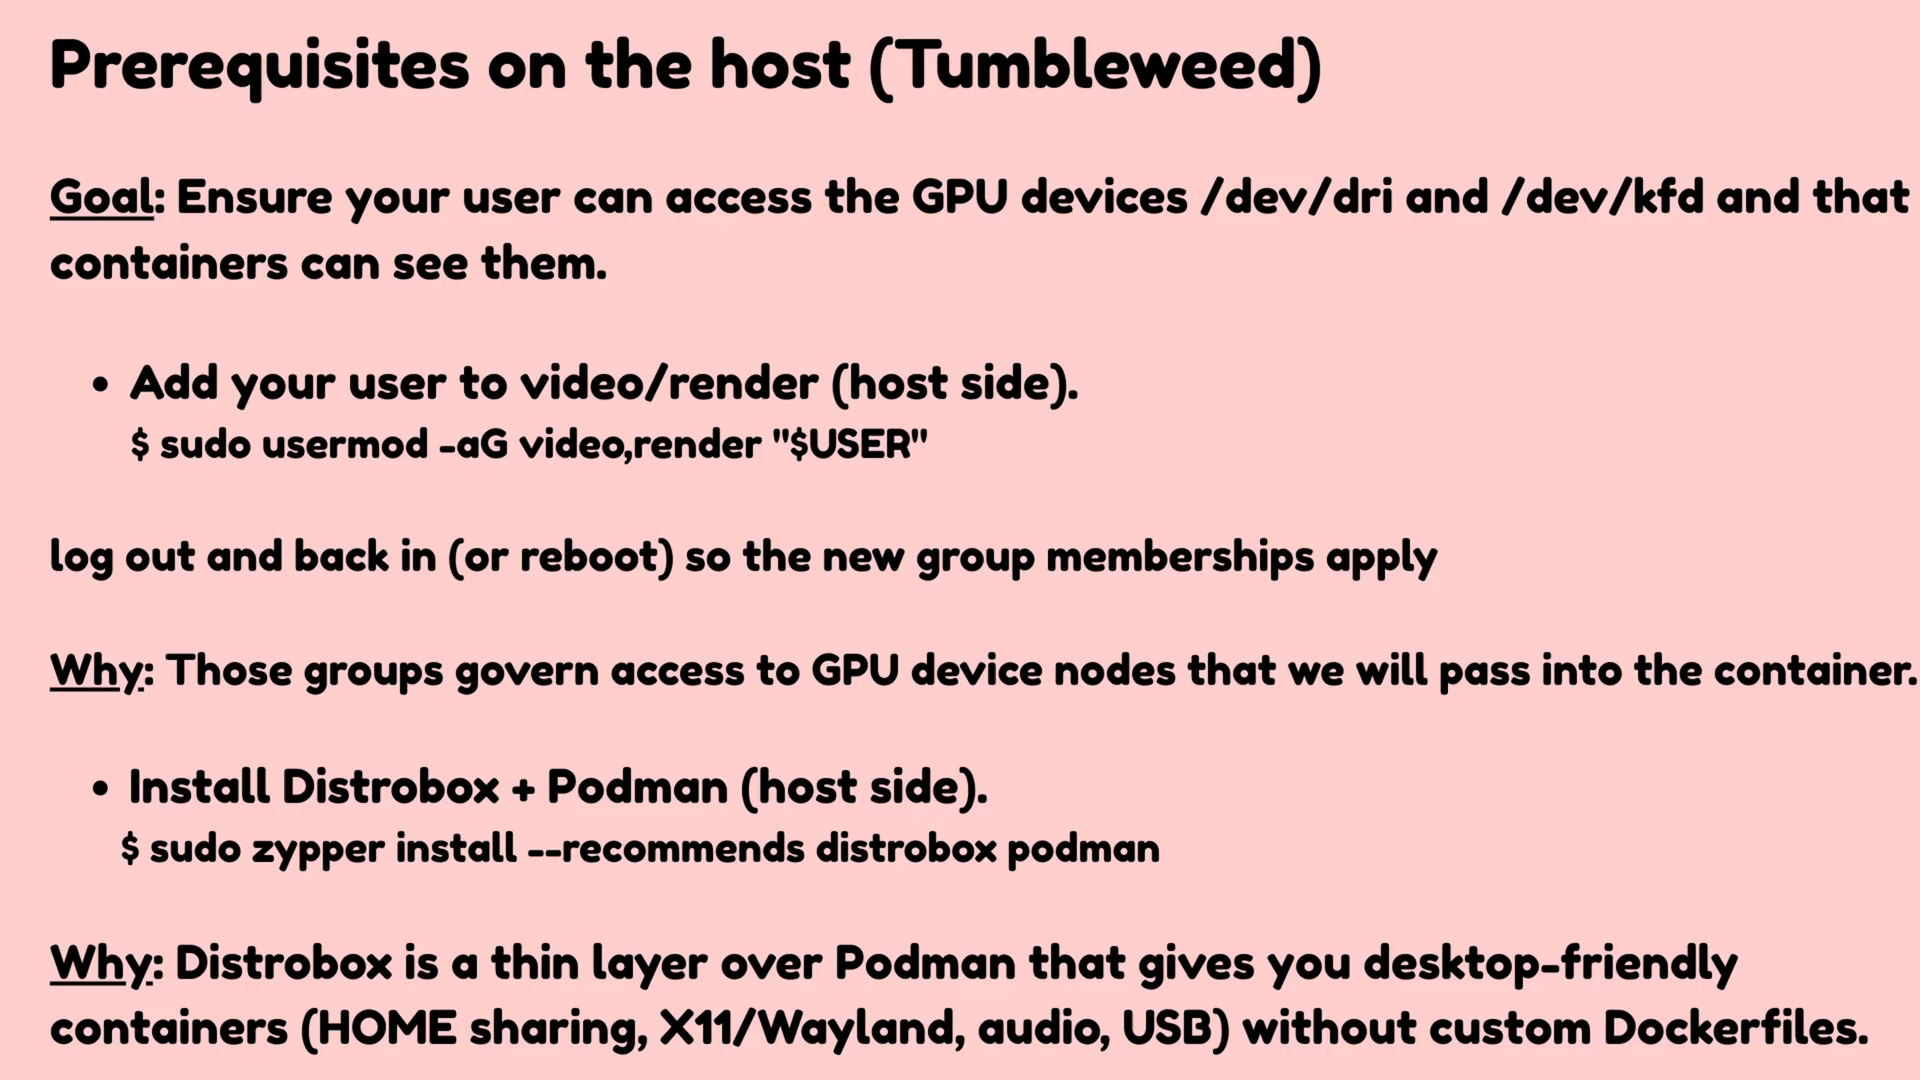 Prerequisites on the host (Tumbleweed)
Goal: Ensure your user can access the GPU devices /dev/dri and /dev/kfd and that
containers can see them.
• Add your user to video/render (host side).
$ sudo usermod -aG video,render "$USER"
log out and back in (or reboot) so the new group memberships apply
Why: Those groups govern access to GPU device nodes that we will pass into the container.
• Install Distrobox + Podman (host side).
$ sudo zypper install --recommends distrobox podman
Why: Distrobox is a thin layer over Podman that gives you desktop-friendly
containers (HOME sharing, X11/Wayland, audio, USB) without custom Dockerfiles.